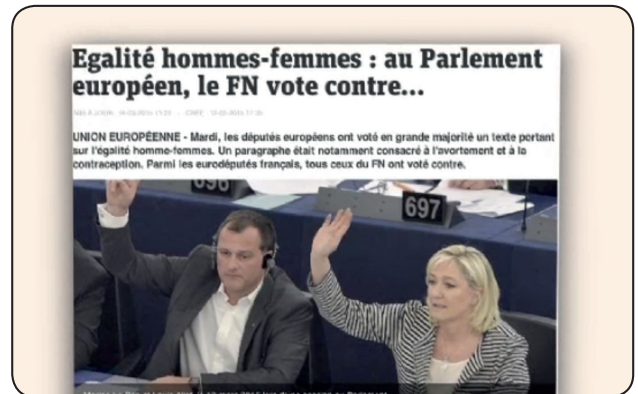 Egalité hommes-femmes : au Parlement
européen, le FN vote contre...
UNION EUROPÉENNE - Mardi, les députés européens ont voté en grande majorité un texte portant
sur l'égalité homme-femmes. Un paragraphe était notamment consacré à l'avortement et à la
contraception. Parmi les eurodéputés français, tous ceux du FN ont voté contre.
698
697